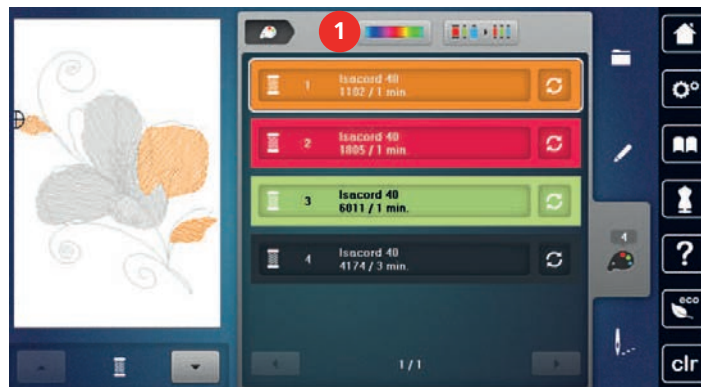 1
1
Isacord 40
1102 / 1 min.
2
Isacord 40
1805 / 1 min.
3
Isacord 40
6011 / 1 min.
4
Isacord 40
4174 / 3 min.
4
1/1
?
eco
clr